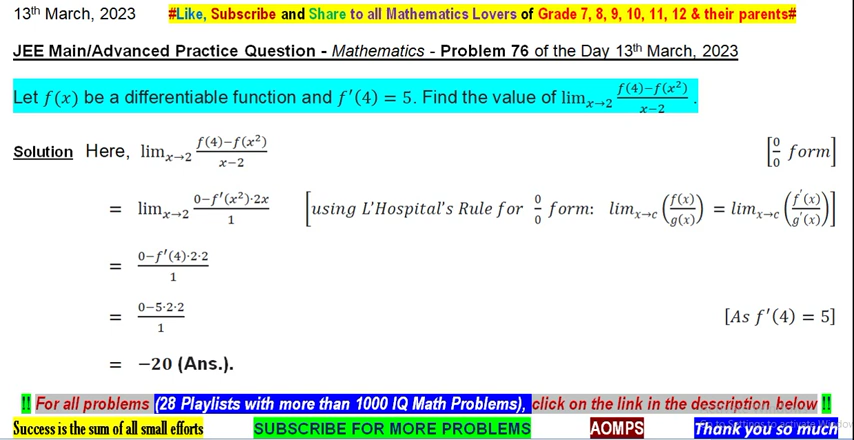 13th March, 2023 #Like, Subscribe and Share to all Mathematics Lovers of Grade 7, 8, 9, 10, 11, 12 & their parents#
JEE Main/Advanced Practice Question - Mathematics - Problem 76 of the Day 13th March, 2023
Let f(x) be a differentiable function and f′(4) = 5. Find the value of lim x→2 (f(4)−f(x²))/(x−2) .
Solution Here, lim x→2 (f(4)−f(x²))/(x−2) [0/0 form]
= lim x→2 (0−f′(x²)·2x)/1 [using L'Hospital's Rule for 0/0 form: lim x→c (f(x)/g(x)) = lim x→c (f′(x)/g′(x))]
= (0−f′(4)·2·2)/1
= (0−5·2·2)/1 [As f′(4) = 5]
= −20 (Ans.).
!! For all problems (28 Playlists with more than 1000 IQ Math Problems), click on the link in the description below !!
Success is the sum of all small efforts SUBSCRIBE FOR MORE PROBLEMS AOMPS Thank you so much